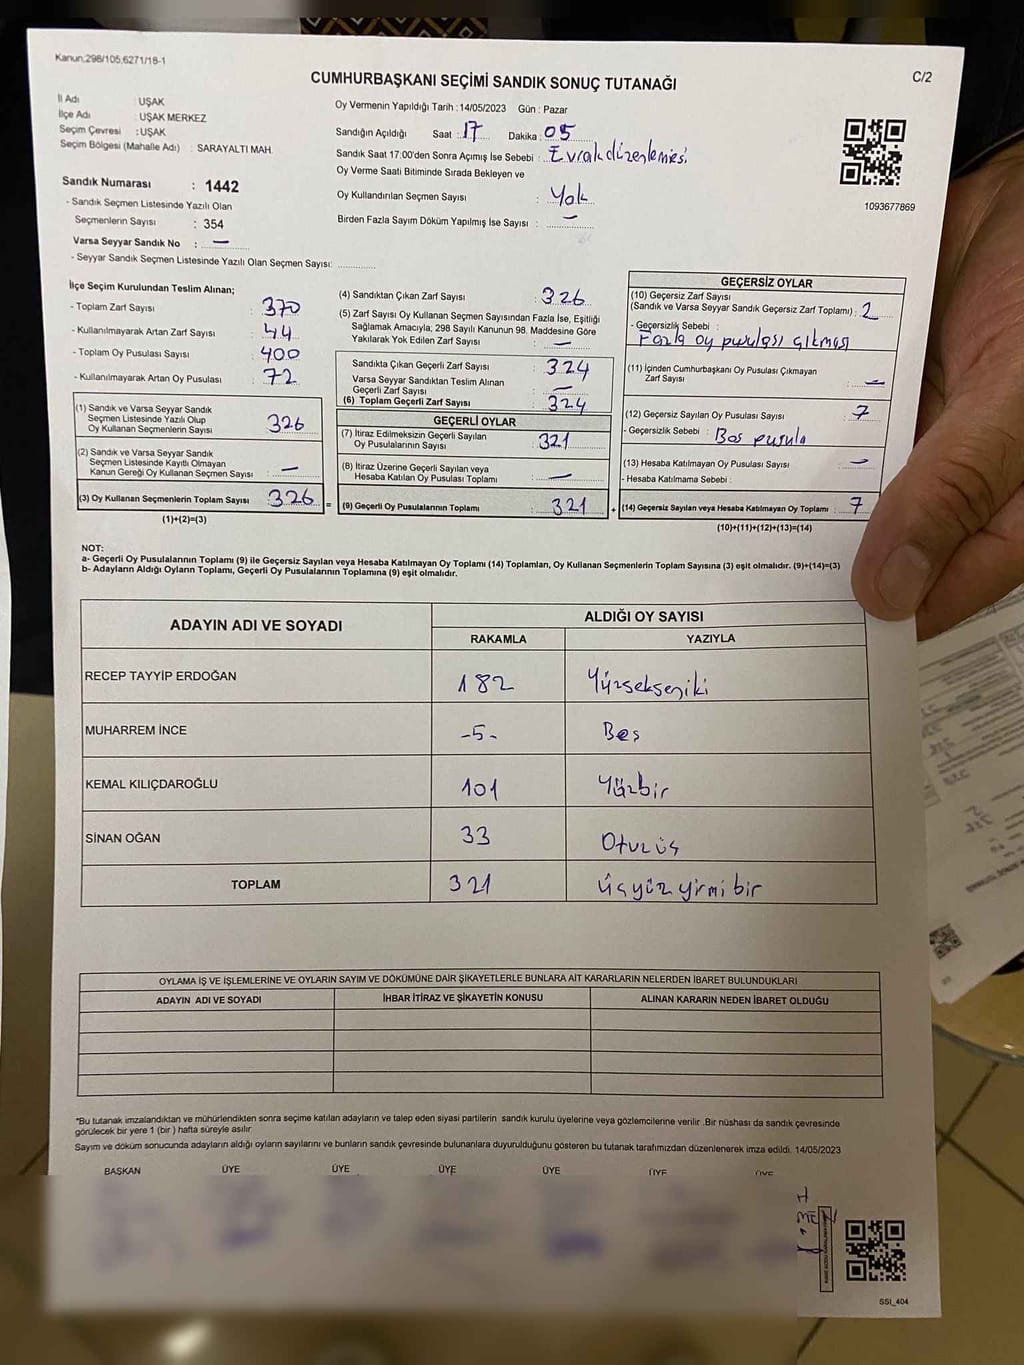 Kanun;298/105;6271/18-1
C/2
CUMHURBAŞKANI SEÇİMİ SANDIK SONUÇ TUTANAĞI
İl Adı : UŞAK
İlçe Adı : UŞAK MERKEZ
Seçim Çevresi : UŞAK
Seçim Bölgesi (Mahalle Adı) : SARAYALTI MAH.
Sandık Numarası : 1442
- Sandık Seçmen Listesinde Yazılı Olan
Seçmenlerin Sayısı : 354
Varsa Seyyar Sandık No : —
- Seyyar Sandık Seçmen Listesinde Yazılı Olan Seçmen Sayısı: ..............
Oy Vermenin Yapıldığı Tarih : 14/05/2023 Gün : Pazar
Sandığın Açıldığı Saat : 17 Dakika : 05
Sandık Saat 17:00'den Sonra Açımış İse Sebebi : Evrak düzenlemesi
Oy Verme Saati Bitiminde Sırada Bekleyen ve
Oy Kullandırılan Seçmen Sayısı : Yok
Birden Fazla Sayım Döküm Yapılmış İse Sayısı : —
1093677869
İlçe Seçim Kurulundan Teslim Alınan;
- Toplam Zarf Sayısı : 370
- Kullanılmayarak Artan Zarf Sayısı : 44
- Toplam Oy Pusulası Sayısı : 400
- Kullanılmayarak Artan Oy Pusulası : 72
(1) Sandık ve Varsa Seyyar Sandık
Seçmen Listesinde Yazılı Olup
Oy Kullanan Seçmenlerin Sayısı : 326
(2) Sandık ve Varsa Seyyar Sandık
Seçmen Listesinde Kayıtlı Olmayan
Kanun Gereği Oy Kullanan Seçmen Sayısı : —
(3) Oy Kullanan Seçmenlerin Toplam Sayısı : 326 =
(1)+(2)=(3)
(4) Sandıktan Çıkan Zarf Sayısı : 326
(5) Zarf Sayısı Oy Kullanan Seçmen Sayısından Fazla İse, Eşitliği
Sağlamak Amacıyla; 298 Sayılı Kanunun 98. Maddesine Göre
Yakılarak Yok Edilen Zarf Sayısı : —
Sandıkta Çıkan Geçerli Zarf Sayısı : 324
Varsa Seyyar Sandıktan Teslim Alınan
Geçerli Zarf Sayısı : —
(6) Toplam Geçerli Zarf Sayısı : 324
GEÇERLİ OYLAR
(7) İtiraz Edilmeksizin Geçerli Sayılan
Oy Pusulalarının Sayısı : 321
(8) İtiraz Üzerine Geçerli Sayılan veya
Hesaba Katılan Oy Pusulası Toplamı : —
(9) Geçerli Oy Pusulalarının Toplamı : 321 +
GEÇERSİZ OYLAR
(10) Geçersiz Zarf Sayısı
(Sandık ve Varsa Seyyar Sandık Geçersiz Zarf Toplamı) : 2
- Geçersizlik Sebebi :
Fazla oy pusulası çıkması
(11) İçinden Cumhurbaşkanı Oy Pusulası Çıkmayan
Zarf Sayısı : —
(12) Geçersiz Sayılan Oy Pusulası Sayısı : 7
- Geçersizlik Sebebi : Boş pusula
(13) Hesaba Katılmayan Oy Pusulası Sayısı : —
- Hesaba Katılmama Sebebi :
(14) Geçersiz Sayılan veya Hesaba Katılmayan Oy Toplamı : 7
(10)+(11)+(12)+(13)=(14)
NOT:
a- Geçerli Oy Pusulalarının Toplamı (9) ile Geçersiz Sayılan veya Hesaba Katılmayan Oy Toplamı (14) Toplamları, Oy Kullanan Seçmenlerin Toplam Sayısına (3) eşit olmalıdır. (9)+(14)=(3)
b- Adayların Aldığı Oyların Toplamı, Geçerli Oy Pusulalarının Toplamına (9) eşit olmalıdır.
ADAYIN ADI VE SOYADI ALDIĞI OY SAYISI
RAKAMLA YAZIYLA
RECEP TAYYİP ERDOĞAN 182 Yüzsekseniki
MUHARREM İNCE -5- Beş
KEMAL KILIÇDAROĞLU 101 Yüzbir
SİNAN OĞAN 33 Otuzüç
TOPLAM 321 üçyüzyirmibir
OYLAMA İŞ VE İŞLEMLERİNE VE OYLARIN SAYIM VE DÖKÜMÜNE DAİR ŞİKAYETLERLE BUNLARA AİT KARARLARIN NELERDEN İBARET BULUNDUKLARI
ADAYIN ADI VE SOYADI İHBAR İTİRAZ VE ŞİKAYETİN KONUSU ALINAN KARARIN NEDEN İBARET OLDUĞU
*Bu tutanak imzalandıktan ve mühürlendikten sonra seçime katılan adayların ve talep eden siyasi partilerin sandık kurulu üyelerine veya gözlemcilerine verilir .Bir nüshası da sandık çevresinde
görülecek bir yere 1 (bir ) hafta süreyle asılır.
Sayım ve döküm sonucunda adayların aldığı oyların sayılarını ve bunların sandık çevresinde bulunanlara duyurulduğunu gösteren bu tutanak tarafımızdan düzenlenerek imza edildi. 14/05/2023
BAŞKAN ÜYE ÜYE ÜYE ÜYE ÜYE ÜYE
SSI_404